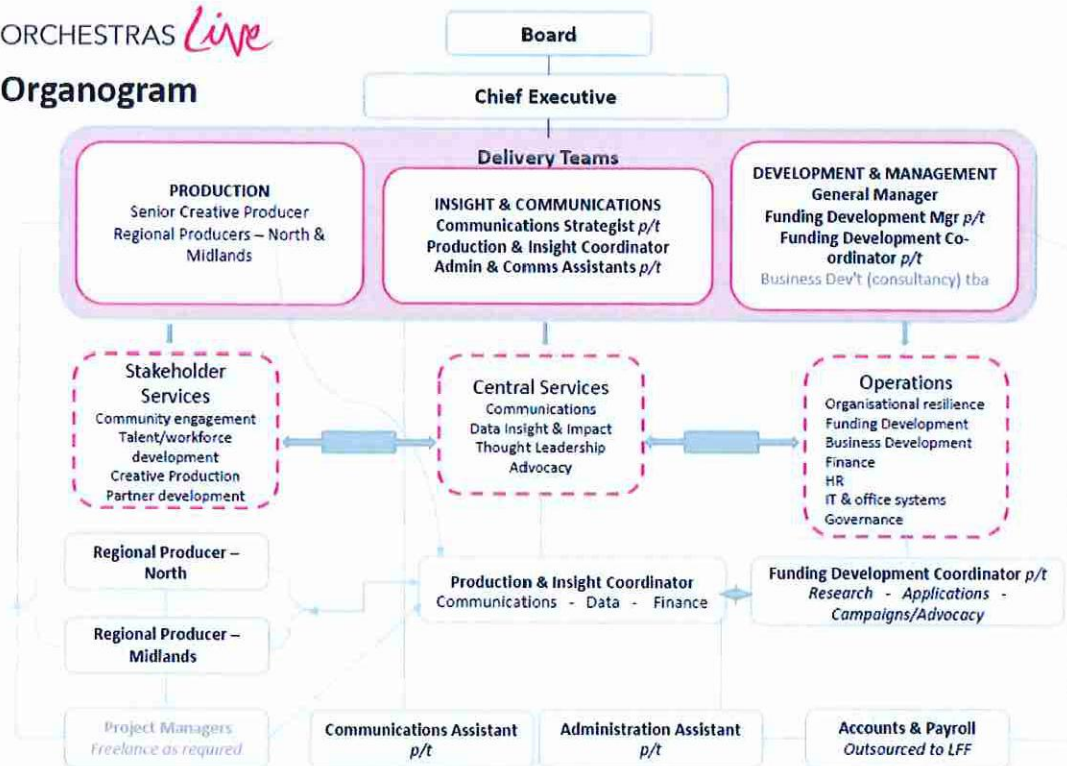 ORCHESTRAS Live
Organogram
Board
Chief Executive
Delivery Teams
PRODUCTION
Senior Creative Producer
Regional Producers – North &
Midlands
INSIGHT & COMMUNICATIONS
Communications Strategist p/t
Production & Insight Coordinator
Admin & Comms Assistants p/t
DEVELOPMENT & MANAGEMENT
General Manager
Funding Development Mgr p/t
Funding Development Co-
ordinator p/t
Business Dev't (consultancy) tba
Stakeholder
Services
Community engagement
Talent/workforce
development
Creative Production
Partner development
Central Services
Communications
Data Insight & Impact
Thought Leadership
Advocacy
Operations
Organisational resilience
Funding Development
Business Development
Finance
HR
IT & office systems
Governance
Regional Producer –
North
Regional Producer –
Midlands
Project Managers
Freelance as required
Production & Insight Coordinator
Communications - Data - Finance
Funding Development Coordinator p/t
Research - Applications -
Campaigns/Advocacy
Communications Assistant
p/t
Administration Assistant
p/t
Accounts & Payroll
Outsourced to LFF